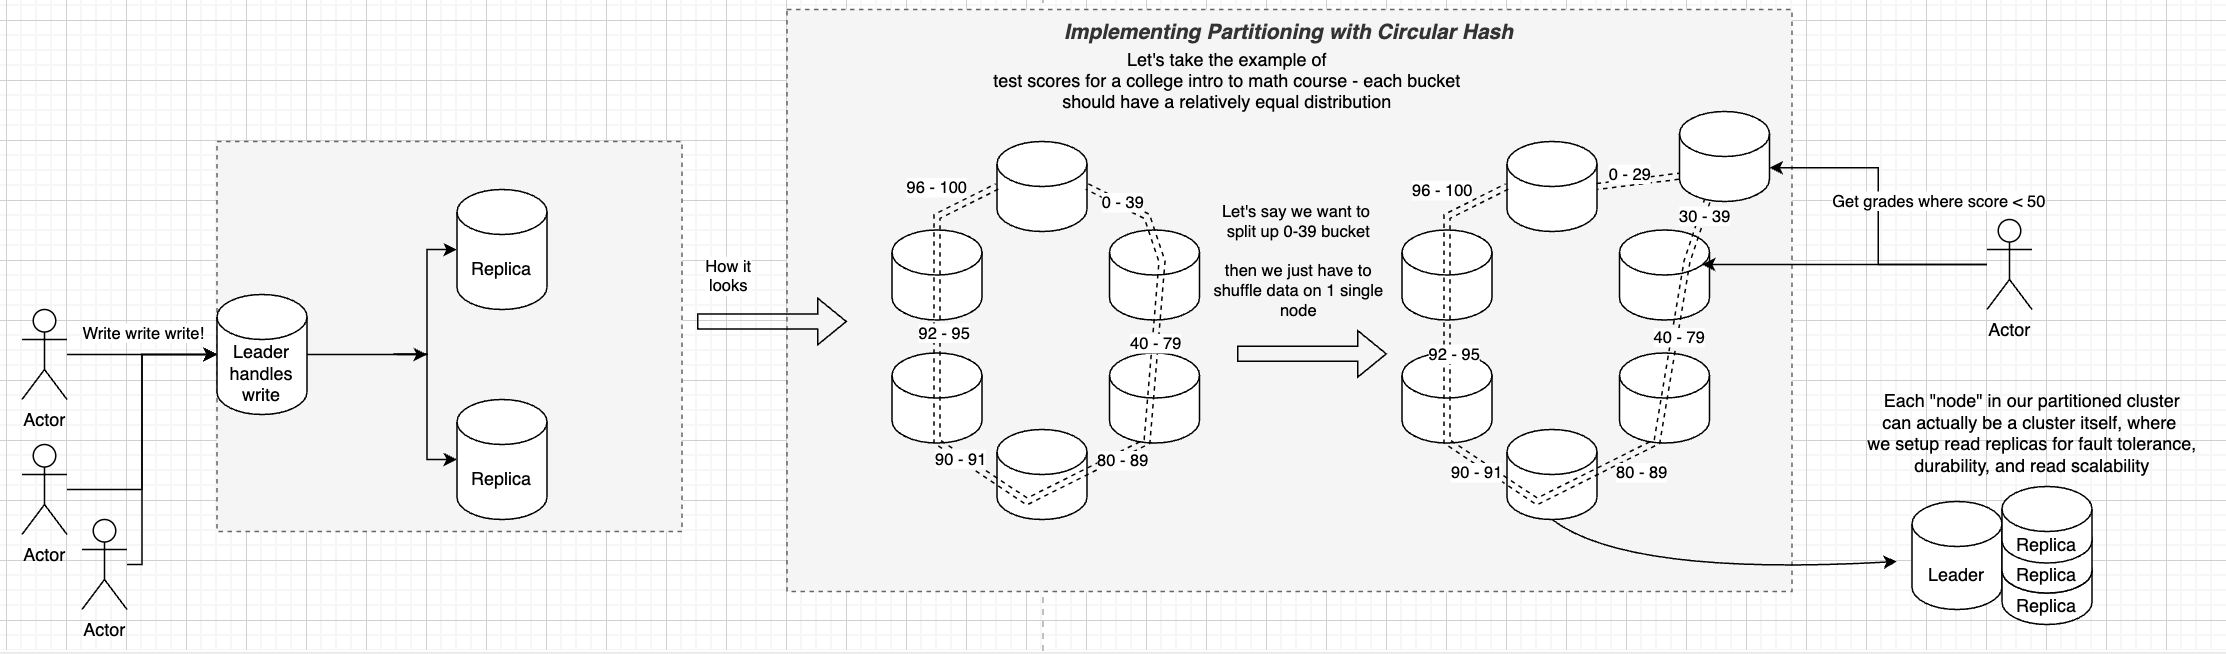 Implementing Partitioning with Circular Hash
Let's take the example of
test scores for a college intro to math course - each bucket
should have a relatively equal distribution
Write write write!
Actor
Actor
Actor
Leader
handles
write
Replica
Replica
How it
looks
96 - 100
0 - 39
92 - 95
40 - 79
90 - 91
80 - 89
Let's say we want to
split up 0-39 bucket
then we just have to
shuffle data on 1 single
node
96 - 100
0 - 29
30 - 39
92 - 95
40 - 79
90 - 91
80 - 89
Get grades where score < 50
Actor
Each "node" in our partitioned cluster
can actually be a cluster itself, where
we setup read replicas for fault tolerance,
durability, and read scalability
Leader
Replica
Replica
Replica